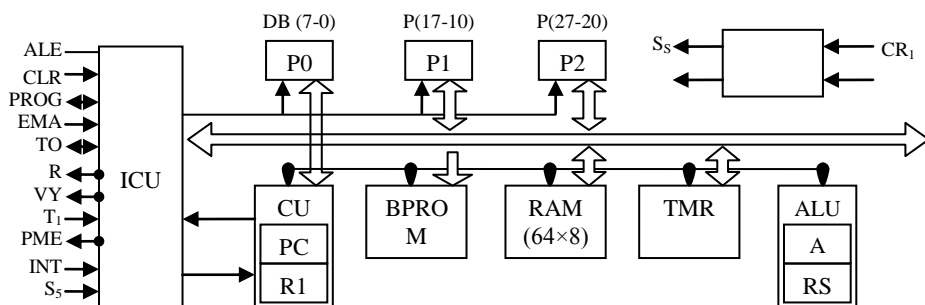 DB (7-0) P(17-10) P(27-20)
ALE
CLR
PROG
EMA
TO
R
VY
T1
PME
INT
S5
ICU
P0 P1 P2
SS CR1
CU BPRO RAM TMR ALU
M (64×8)
PC A
R1 RS